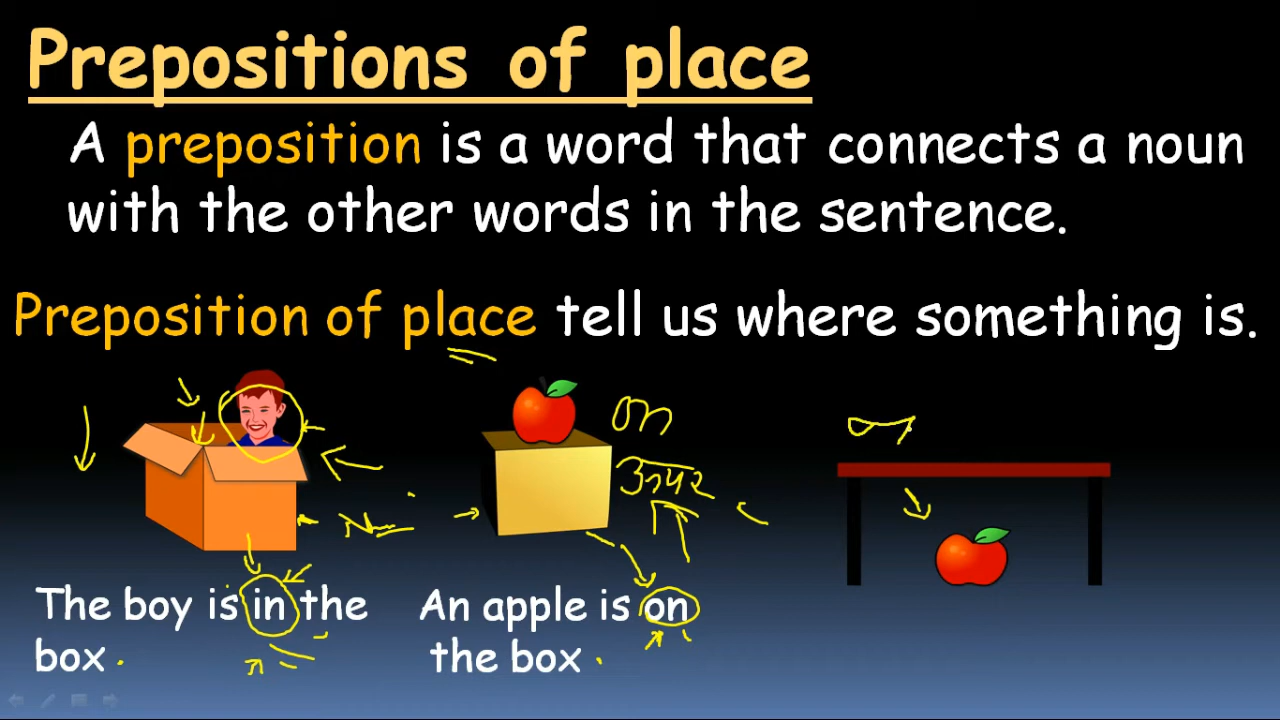 Prepositions of place
A preposition is a word that connects a noun
with the other words in the sentence.
Preposition of place tell us where something is.
on
The boy is in the
box.
An apple is on
the box.